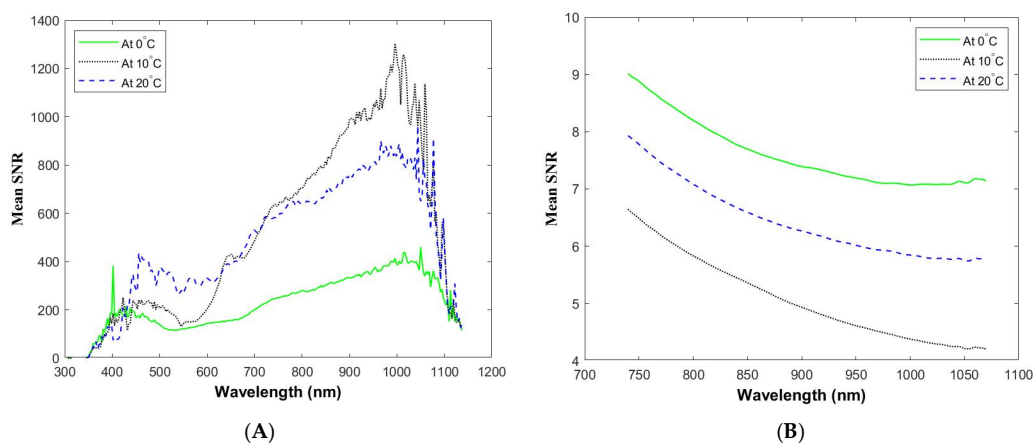 1400
1200
1000
800
600
400
200
0
Mean SNR
At 0°C
At 10°C
At 20°C
300 400 500 600 700 800 900 1000 1100 1200
Wavelength (nm)
(A)
10
9
8
7
6
5
4
Mean SNR
At 0°C
At 10°C
At 20°C
700 750 800 850 900 950 1000 1050 1100
Wavelength (nm)
(B)